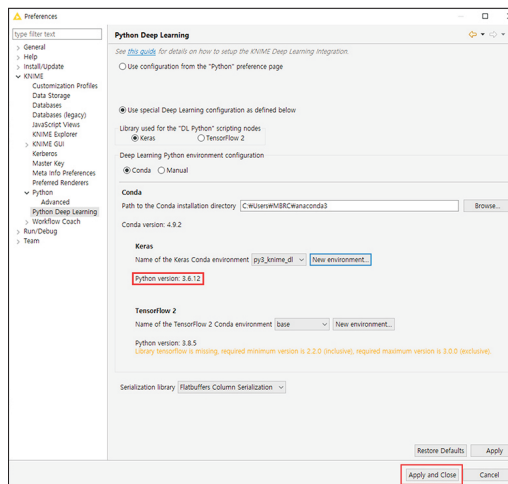 Preferences
type filter text
General
Help
Install/Update
KNIME
Customization Profiles
Data Storage
Databases
Databases (legacy)
JavaScript Views
KNIME Explorer
KNIME GUI
Kerberos
Master Key
Meta Info Preferences
Preferred Renderers
Python
Advanced
Python Deep Learning
Workflow Coach
Run/Debug
Team
Python Deep Learning
See this guide for details on how to setup the KNIME Deep Learning Integration.
Use configuration from the "Python" preference page
Use special Deep Learning configuration as defined below
Library used for the "DL Python" scripting nodes
Keras TensorFlow 2
Deep Learning Python environment configuration
Conda Manual
Conda
Path to the Conda installation directory C:₩Users₩MBRC₩anaconda3 Browse...
Conda version: 4.9.2
Keras
Name of the Keras Conda environment py3_knime_dl New environment...
Python version: 3.6.12
TensorFlow 2
Name of the TensorFlow 2 Conda environment base New environment...
Python version: 3.8.5
Library tensorflow is missing, required minimum version is 2.2.0 (inclusive), required maximum version is 3.0.0 (exclusive).
Serialization library Flatbuffers Column Serialization
Restore Defaults Apply
Apply and Close Cancel